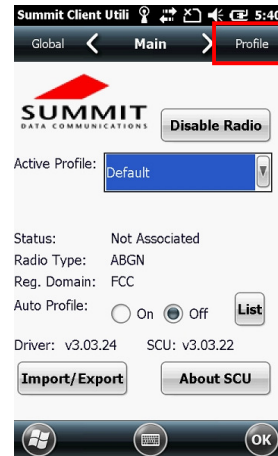 Summit Client Utili 5:40
Global Main Profile
SUMMIT
DATA COMMUNICATIONS
Disable Radio
Active Profile: Default
Status: Not Associated
Radio Type: ABGN
Reg. Domain: FCC
Auto Profile: On Off List
Driver: v3.03.24 SCU: v3.03.22
Import/Export About SCU
OK